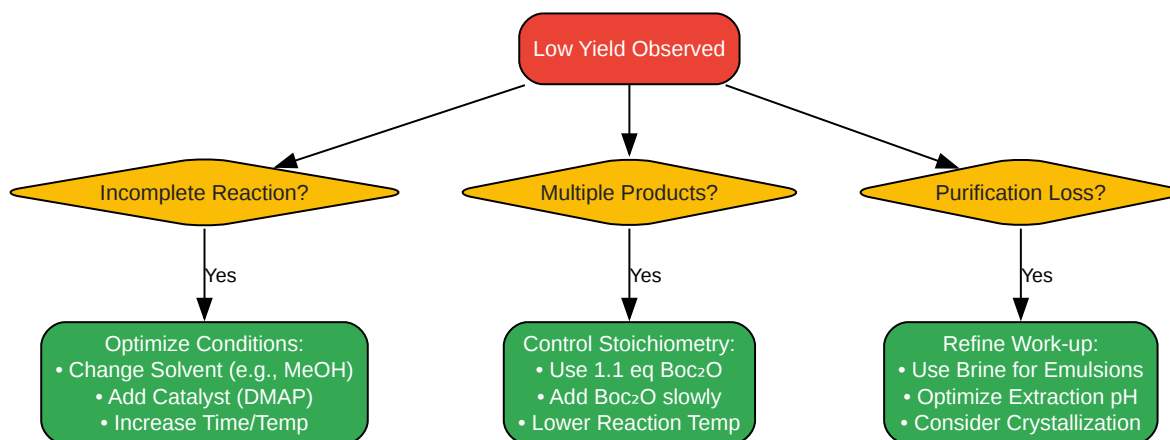 Low Yield Observed
Incomplete Reaction?
Multiple Products?
Purification Loss?
Yes
Yes
Yes
Optimize Conditions:
• Change Solvent (e.g., MeOH)
• Add Catalyst (DMAP)
• Increase Time/Temp
Control Stoichiometry:
• Use 1.1 eq Boc₂O
• Add Boc₂O slowly
• Lower Reaction Temp
Refine Work-up:
• Use Brine for Emulsions
• Optimize Extraction pH
• Consider Crystallization